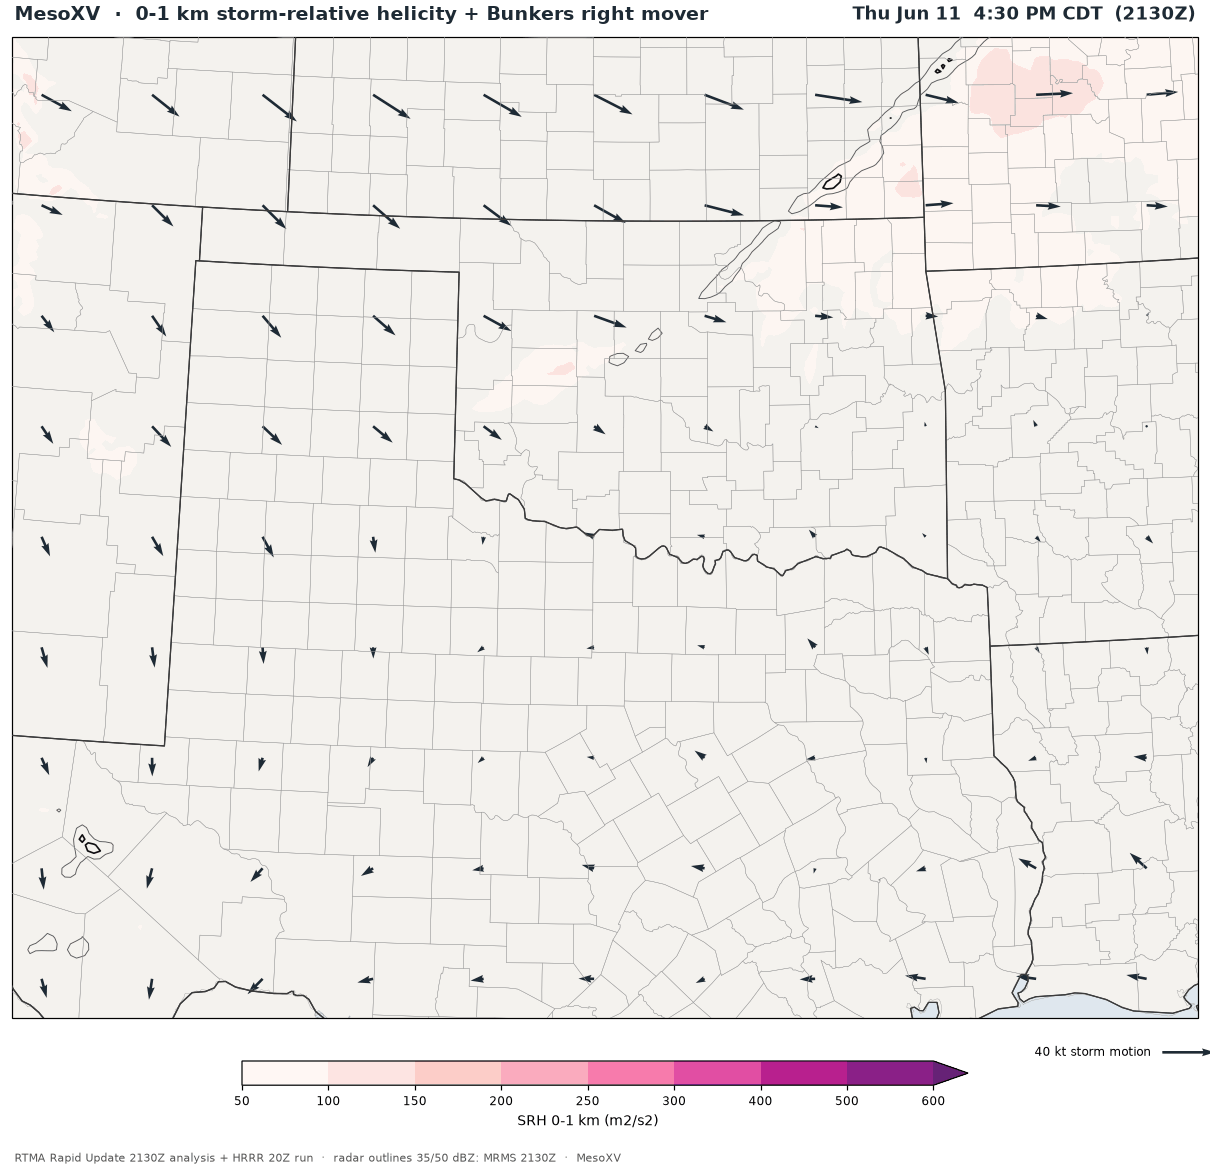 MesoXV · 0-1 km storm-relative helicity + Bunkers right mover
Thu Jun 11 4:30 PM CDT (2130Z)
40 kt storm motion
50 100 150 200 250 300 400 500 600
SRH 0-1 km (m2/s2)
RTMA Rapid Update 2130Z analysis + HRRR 20Z run · radar outlines 35/50 dBZ: MRMS 2130Z · MesoXV